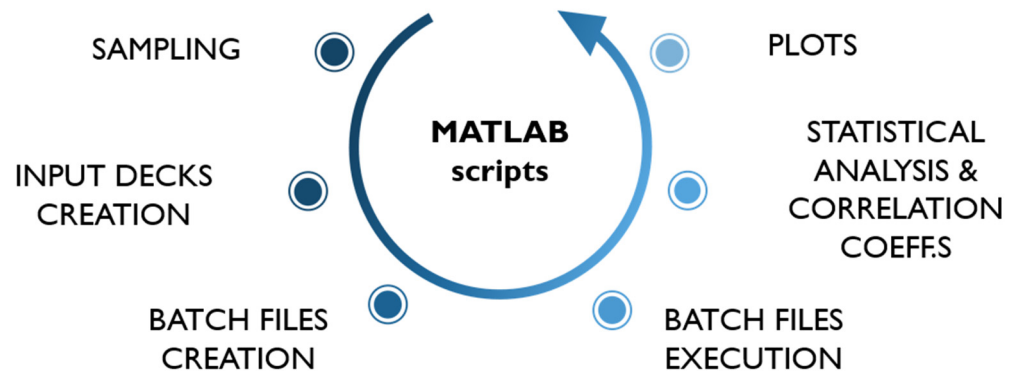 SAMPLING
INPUT DECKS
CREATION
BATCH FILES
CREATION
MATLAB
scripts
BATCH FILES
EXECUTION
STATISTICAL
ANALYSIS &
CORRELATION
COEFF.S
PLOTS